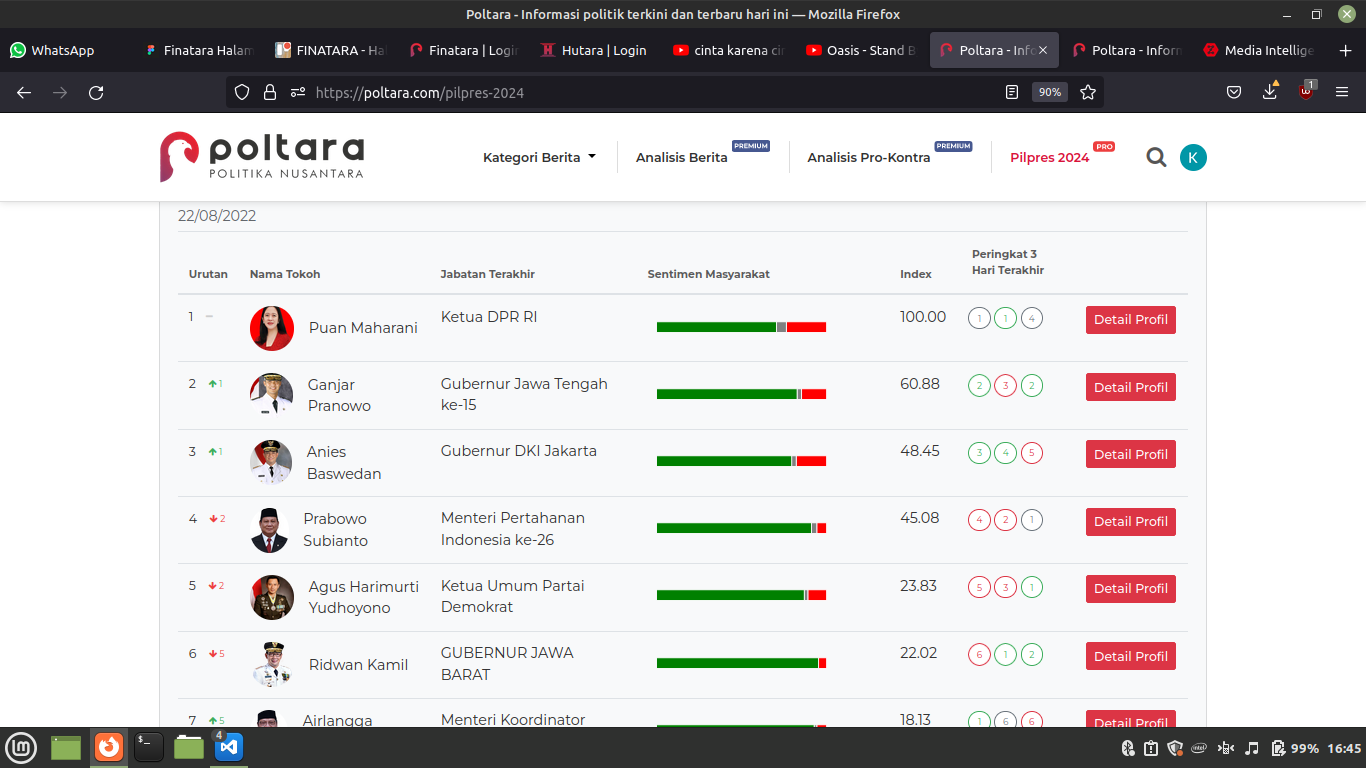 Poltara - Informasi politik terkini dan terbaru hari ini — Mozilla Firefox
WhatsApp
Finatara Halam
FINATARA - Hal
Finatara | Login
Hutara | Login
cinta karena cin
Oasis - Stand B
Poltara - Info
Poltara - Inform
Media Intellige
https://poltara.com/pilpres-2024
90%
1
poltara
POLITIKA NUSANTARA
Kategori Berita
Analisis Berita PREMIUM
Analisis Pro-Kontra PREMIUM
Pilpres 2024 PRO
K
22/08/2022
Urutan
Nama Tokoh
Jabatan Terakhir
Sentimen Masyarakat
Index
Peringkat 3
Hari Terakhir
1
Puan Maharani
Ketua DPR RI
100.00
1 1 4
Detail Profil
2 1
Ganjar
Pranowo
Gubernur Jawa Tengah
ke-15
60.88
2 3 2
Detail Profil
3 1
Anies
Baswedan
Gubernur DKI Jakarta
48.45
3 4 5
Detail Profil
4 2
Prabowo
Subianto
Menteri Pertahanan
Indonesia ke-26
45.08
4 2 1
Detail Profil
5 2
Agus Harimurti
Yudhoyono
Ketua Umum Partai
Demokrat
23.83
5 3 1
Detail Profil
6 5
Ridwan Kamil
GUBERNUR JAWA
BARAT
22.02
6 1 2
Detail Profil
7 5
Airlangga
Menteri Koordinator
18.13
1 6 6
Detail Profil
4
intel
99%
16:45